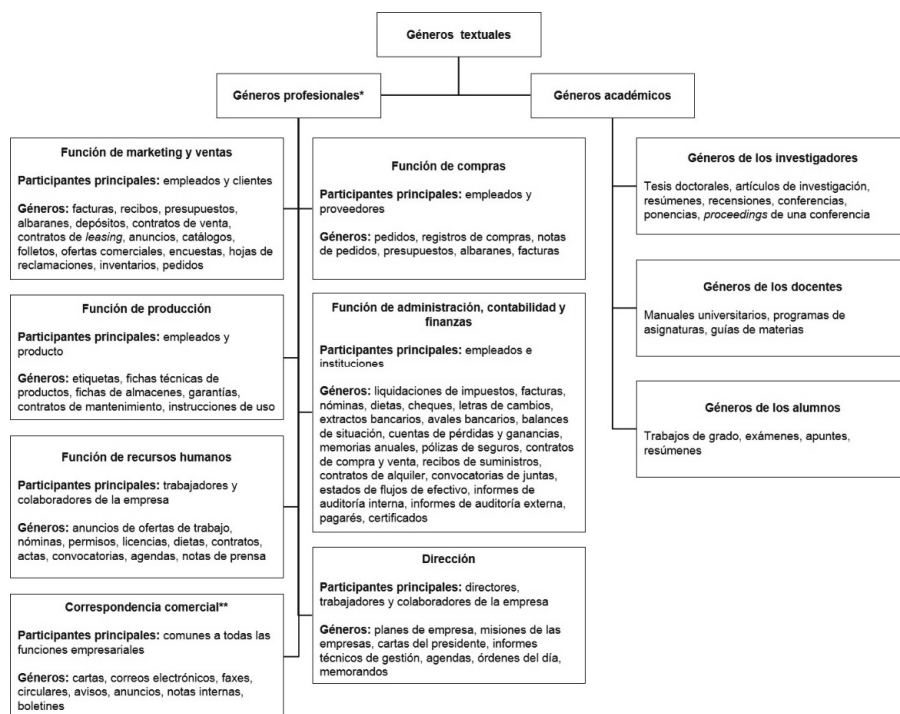 Géneros textuales
Géneros profesionales*
Géneros académicos
Función de marketing y ventas
Participantes principales: empleados y clientes
Géneros: facturas, recibos, presupuestos,
albaranes, depósitos, contratos de venta,
contratos de leasing, anuncios, catálogos,
folletos, ofertas comerciales, encuestas, hojas de
reclamaciones, inventarios, pedidos
Función de compras
Participantes principales: empleados y
proveedores
Géneros: pedidos, registros de compras, notas
de pedidos, presupuestos, albaranes, facturas
Géneros de los investigadores
Tesis doctorales, artículos de investigación,
resúmenes, recensiones, conferencias,
ponencias, proceedings de una conferencia
Función de producción
Participantes principales: empleados y
producto
Géneros: etiquetas, fichas técnicas de
productos, fichas de almacenes, garantías,
contratos de mantenimiento, instrucciones de uso
Función de administración, contabilidad y
finanzas
Participantes principales: empleados e
instituciones
Géneros: liquidaciones de impuestos, facturas,
nóminas, dietas, cheques, letras de cambios,
extractos bancarios, avales bancarios, balances
de situación, cuentas de pérdidas y ganancias,
memorias anuales, pólizas de seguros, contratos
de compra y venta, recibos de suministros,
contratos de alquiler, convocatorias de juntas,
estados de flujos de efectivo, informes de
auditoría interna, informes de auditoría externa,
pagarés, certificados
Géneros de los docentes
Manuales universitarios, programas de
asignaturas, guías de materias
Géneros de los alumnos
Trabajos de grado, exámenes, apuntes,
resúmenes
Función de recursos humanos
Participantes principales: trabajadores y
colaboradores de la empresa
Géneros: anuncios de ofertas de trabajo,
nóminas, permisos, licencias, dietas, contratos,
actas, convocatorias, agendas, notas de prensa
Dirección
Participantes principales: directores,
trabajadores y colaboradores de la empresa
Géneros: planes de empresa, misiones de las
empresas, cartas del presidente, informes
técnicos de gestión, agendas, órdenes del día,
memorandos
Correspondencia comercial**
Participantes principales: comunes a todas las
funciones empresariales
Géneros: cartas, correos electrónicos, faxes,
circulares, avisos, anuncios, notas internas,
boletines